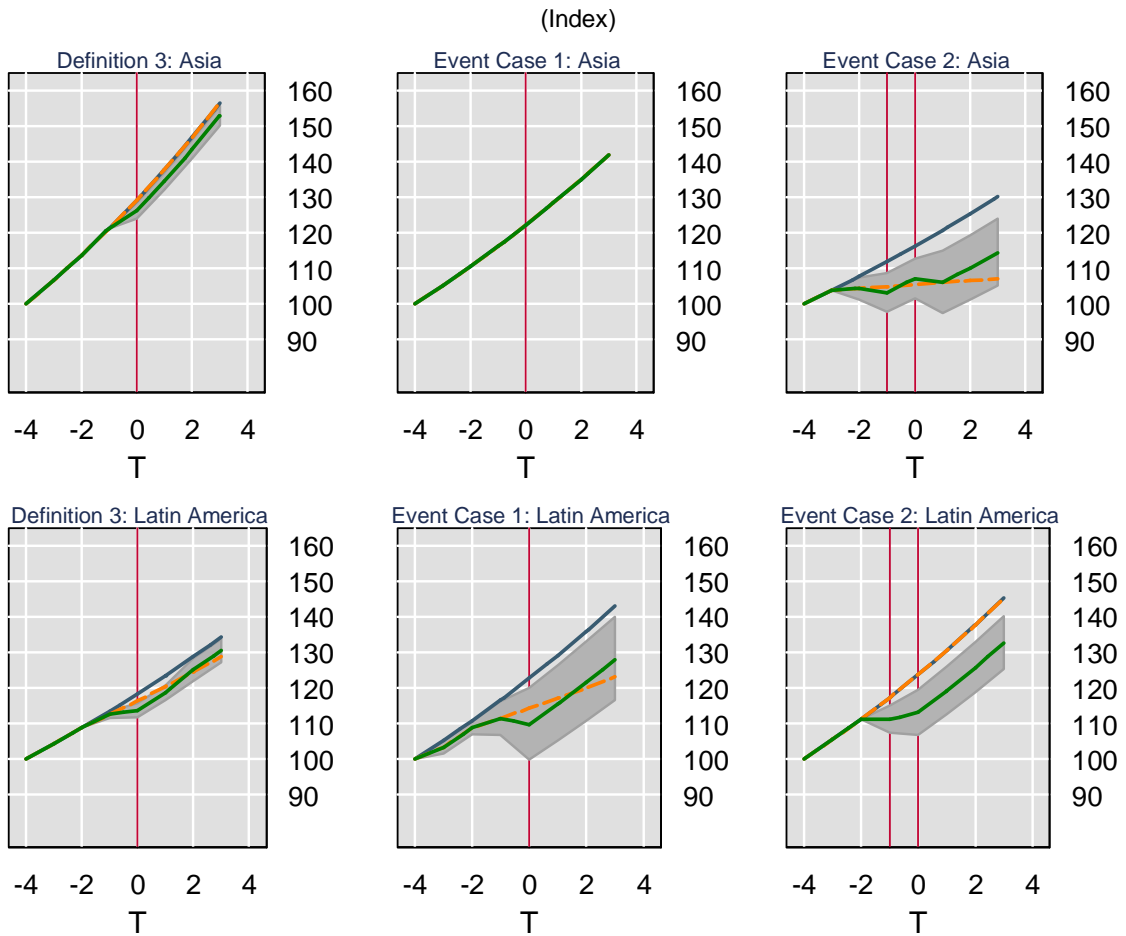 (Index)
Definition 3: Asia
Event Case 1: Asia
Event Case 2: Asia
160
150
140
130
120
110
100
90
160
150
140
130
120
110
100
90
160
150
140
130
120
110
100
90
-4 -2 0 2 4
-4 -2 0 2 4
-4 -2 0 2 4
T
T
T
Definition 3: Latin America
Event Case 1: Latin America
Event Case 2: Latin America
160
150
140
130
120
110
100
90
160
150
140
130
120
110
100
90
160
150
140
130
120
110
100
90
-4 -2 0 2 4
-4 -2 0 2 4
-4 -2 0 2 4
T
T
T